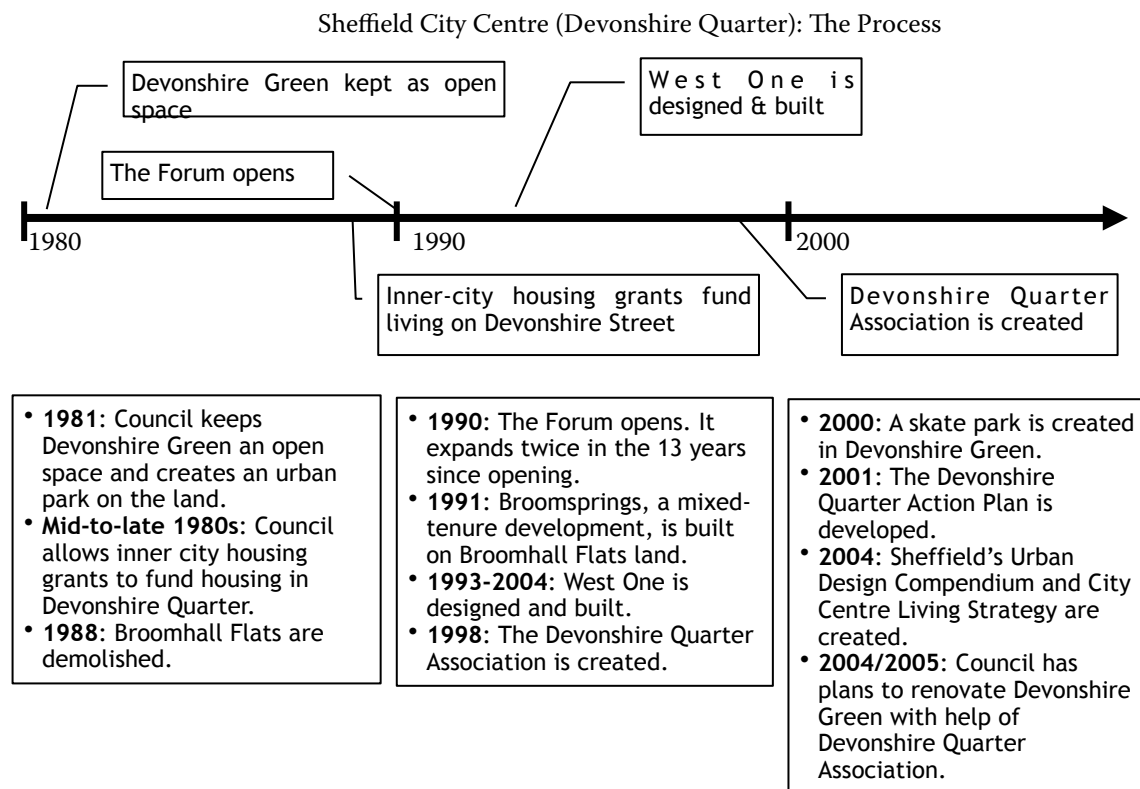 Sheffield City Centre (Devonshire Quarter): The Process
Devonshire Green kept as open
space
West One is
designed & built
The Forum opens
1980
1990
2000
Inner-city housing grants fund
living on Devonshire Street
Devonshire Quarter
Association is created
• 1981: Council keeps
Devonshire Green an open
space and creates an urban
park on the land.
• Mid-to-late 1980s: Council
allows inner city housing
grants to fund housing in
Devonshire Quarter.
• 1988: Broomhall Flats are
demolished.
• 1990: The Forum opens. It
expands twice in the 13 years
since opening.
• 1991: Broomsprings, a mixed-
tenure development, is built
on Broomhall Flats land.
• 1993-2004: West One is
designed and built.
• 1998: The Devonshire Quarter
Association is created.
• 2000: A skate park is created
in Devonshire Green.
• 2001: The Devonshire
Quarter Action Plan is
developed.
• 2004: Sheffield's Urban
Design Compendium and City
Centre Living Strategy are
created.
• 2004/2005: Council has
plans to renovate Devonshire
Green with help of
Devonshire Quarter
Association.